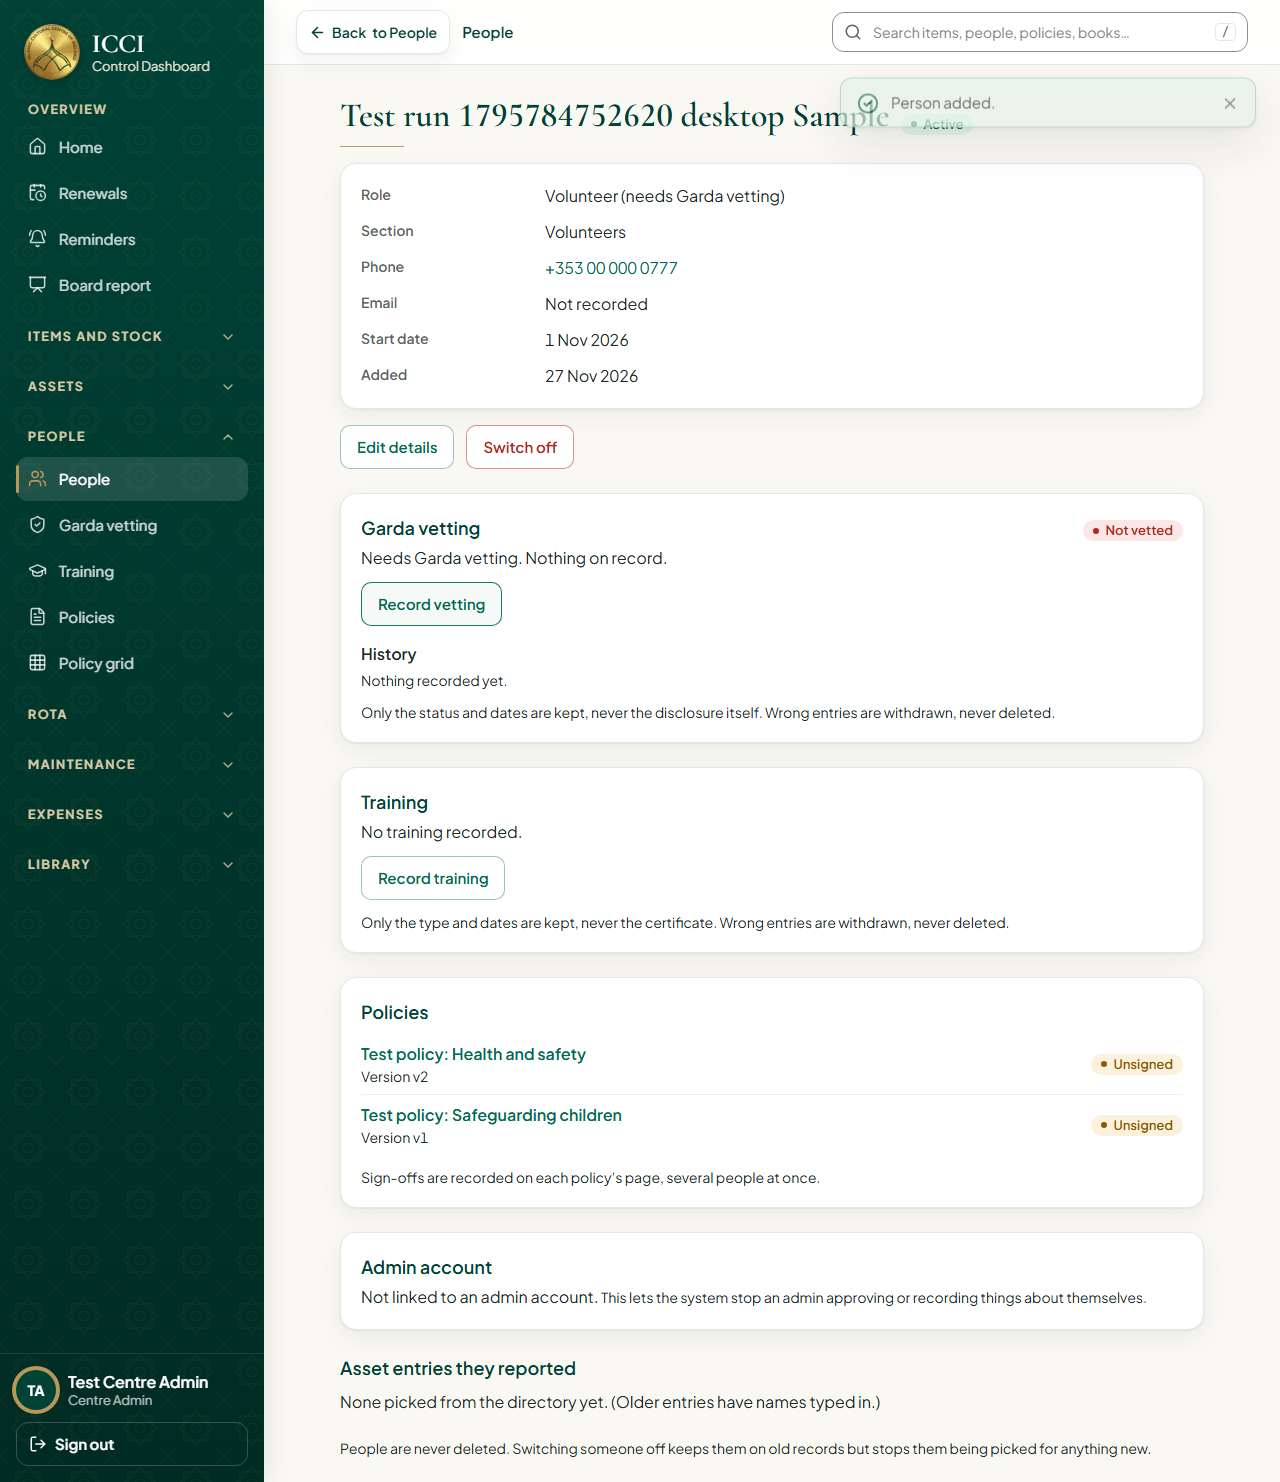 ICCI
Control Dashboard
OVERVIEW
Home
Renewals
Reminders
Board report
ITEMS AND STOCK
ASSETS
PEOPLE
People
Garda vetting
Training
Policies
Policy grid
ROTA
MAINTENANCE
EXPENSES
LIBRARY
TA
Test Centre Admin
Centre Admin
Sign out
Back to People
People
Search items, people, policies, books…
/
Person added.
Test run 1795784752620 desktop Sample
Active
Role
Volunteer (needs Garda vetting)
Section
Volunteers
Phone
+353 00 000 0777
Email
Not recorded
Start date
1 Nov 2026
Added
27 Nov 2026
Edit details
Switch off
Garda vetting
Not vetted
Needs Garda vetting. Nothing on record.
Record vetting
History
Nothing recorded yet.
Only the status and dates are kept, never the disclosure itself. Wrong entries are withdrawn, never deleted.
Training
No training recorded.
Record training
Only the type and dates are kept, never the certificate. Wrong entries are withdrawn, never deleted.
Policies
Test policy: Health and safety
Version v2
Unsigned
Test policy: Safeguarding children
Version v1
Unsigned
Sign-offs are recorded on each policy’s page, several people at once.
Admin account
Not linked to an admin account. This lets the system stop an admin approving or recording things about themselves.
Asset entries they reported
None picked from the directory yet. (Older entries have names typed in.)
People are never deleted. Switching someone off keeps them on old records but stops them being picked for anything new.